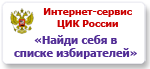 Интернет-сервис
ЦИК России
«Найди себя в
списке избирателей»